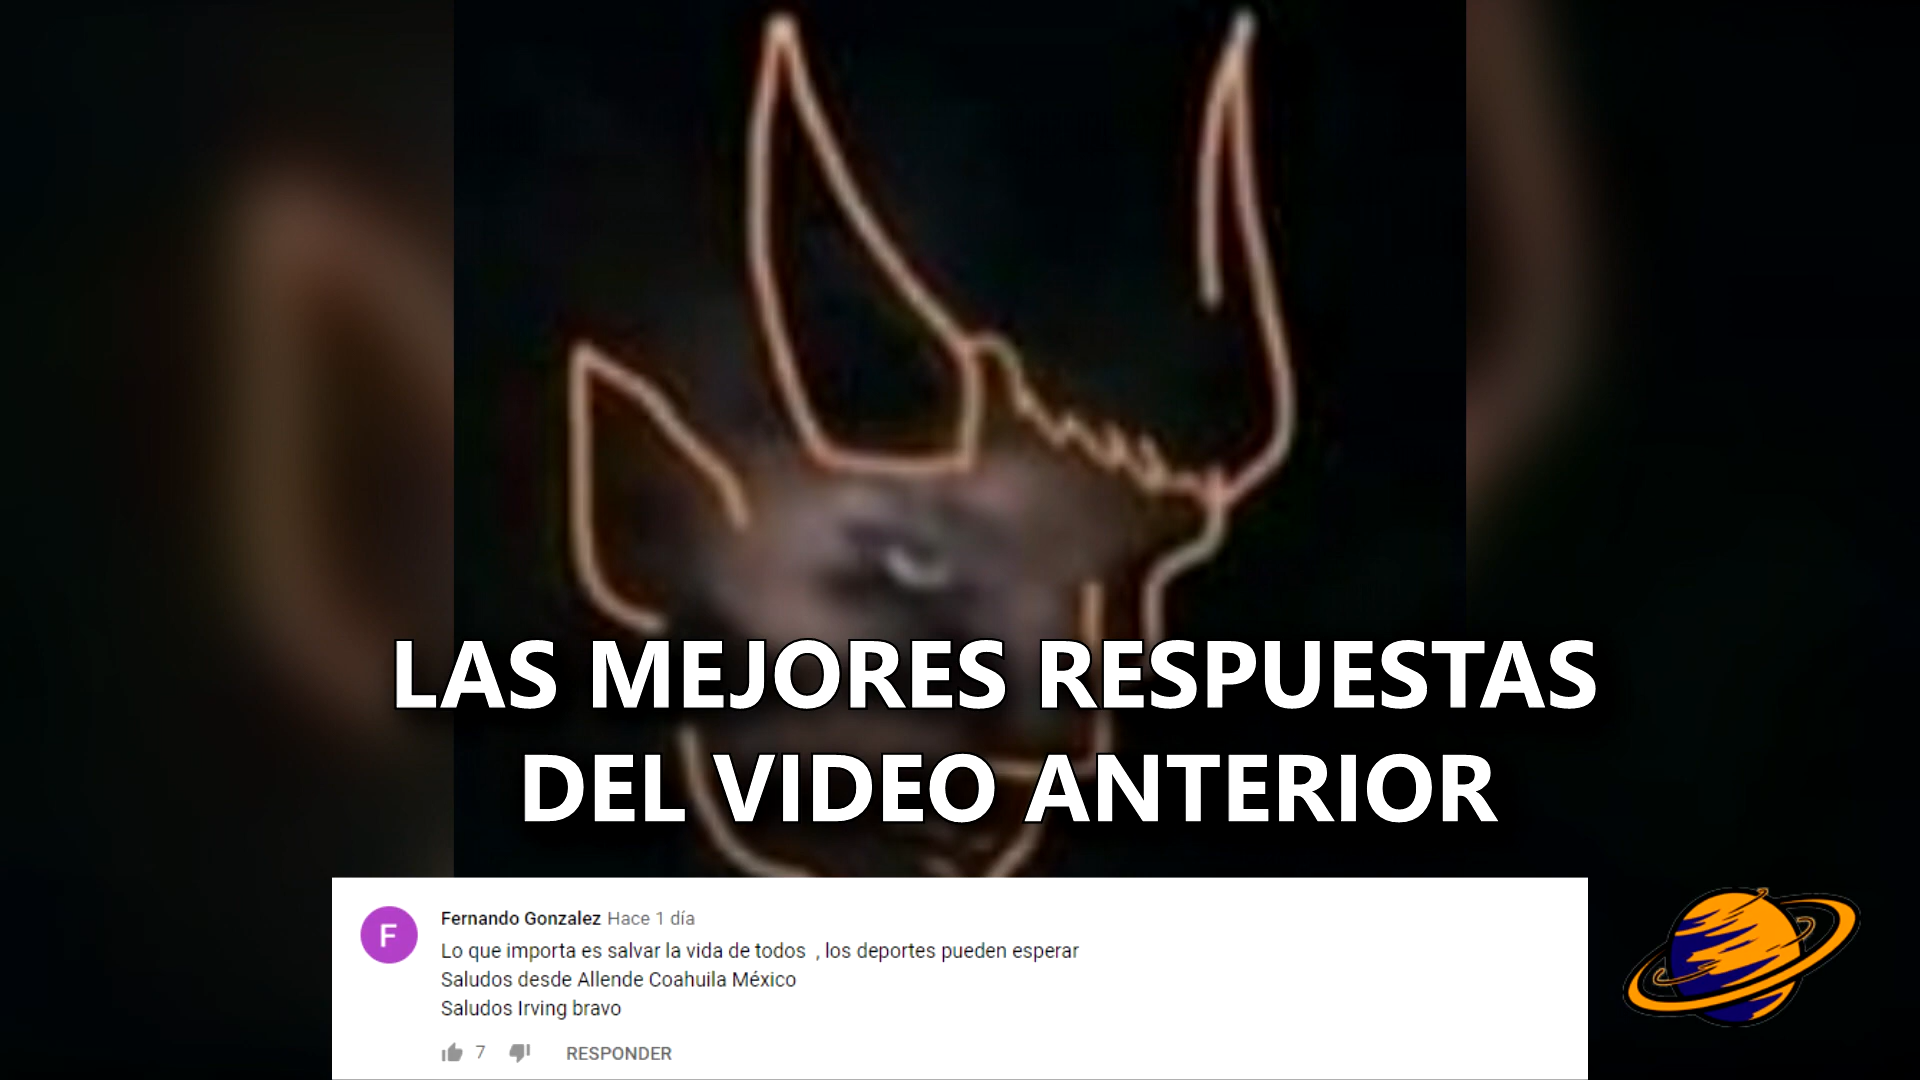 LAS MEJORES RESPUESTAS
DEL VIDEO ANTERIOR
F
Fernando Gonzalez Hace 1 día
Lo que importa es salvar la vida de todos , los deportes pueden esperar
Saludos desde Allende Coahuila México
Saludos Irving bravo
7 RESPONDER